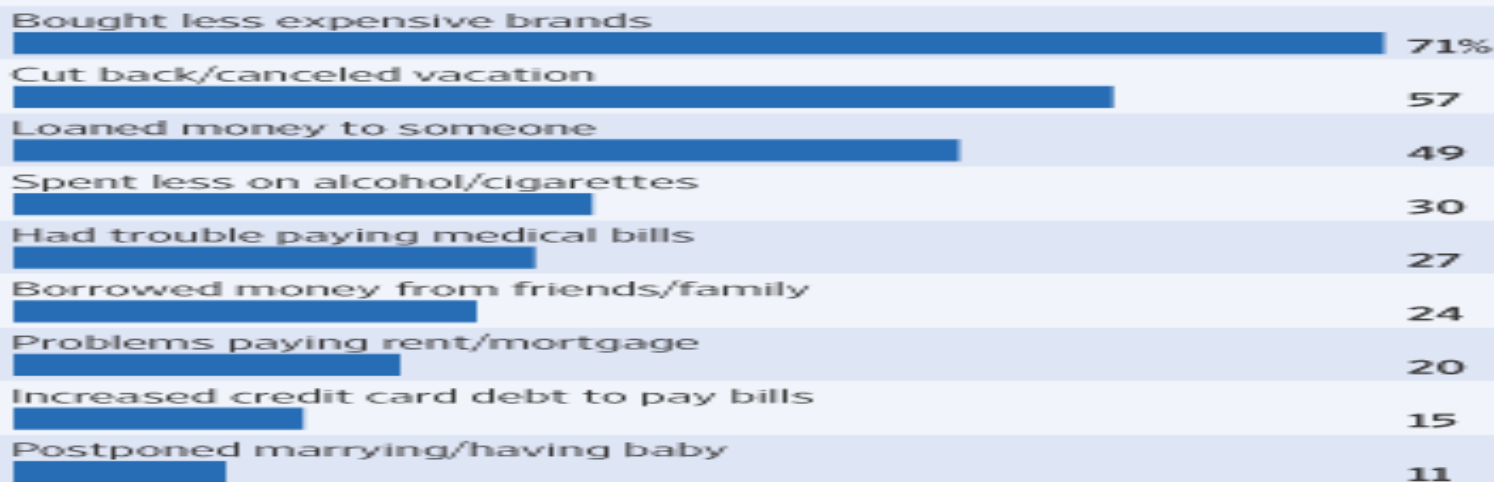 Bought less expensive brands
71%
Cut back/canceled vacation
57
Loaned money to someone
49
Spent less on alcohol/cigarettes
30
Had trouble paying medical bills
27
Borrowed money from friends/family
24
Problems paying rent/mortgage
20
Increased credit card debt to pay bills
15
Postponed marrying/having baby
11